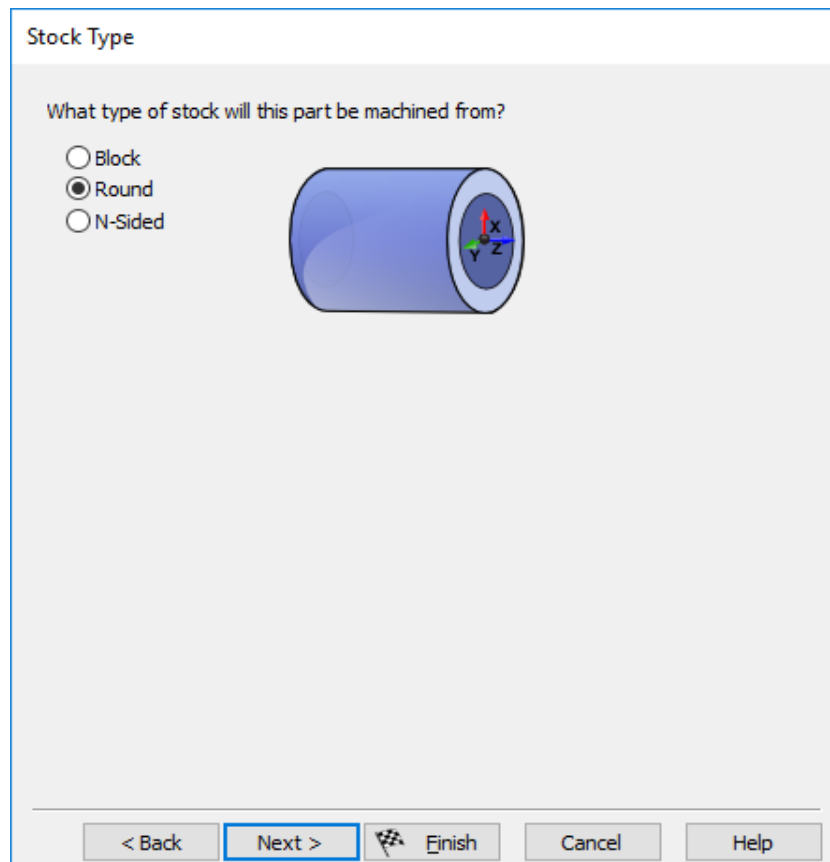 Stock Type
What type of stock will this part be machined from?
Block
Round
N-Sided
X
Y Z
< Back Next > Finish Cancel Help